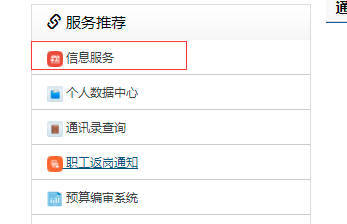 服务推荐
信息服务
个人数据中心
通讯录查询
职工返岗通知
预算编审系统